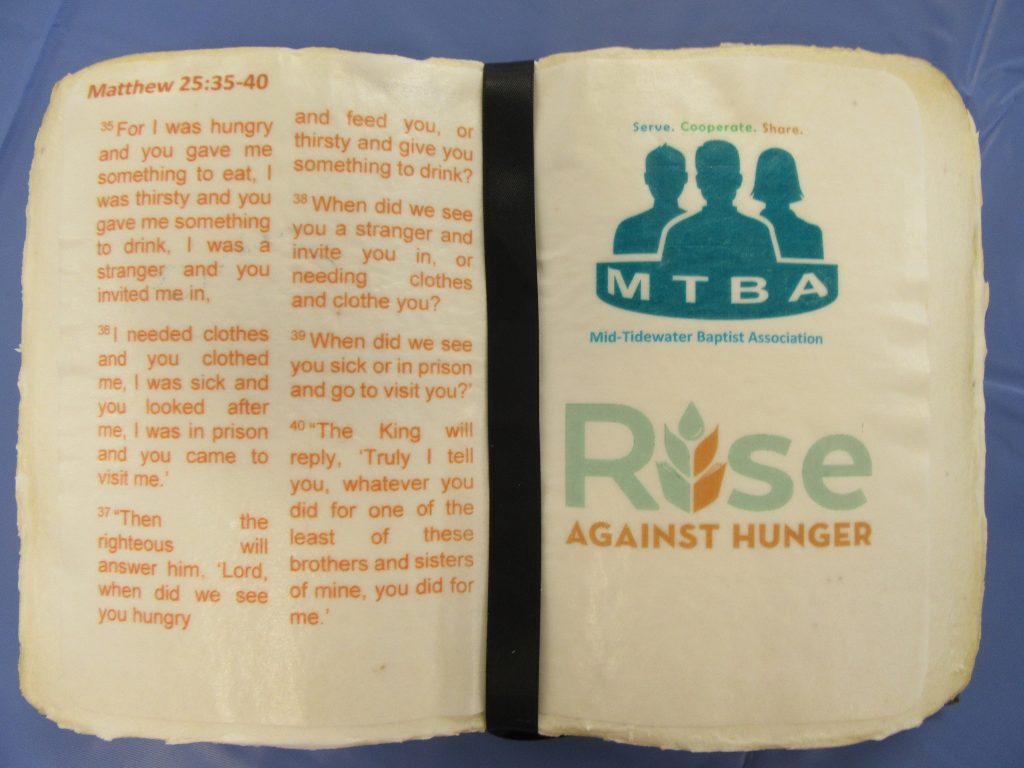 Matthew 25:35-40
35For I was hungry
and you gave me
something to eat, I
was thirsty and you
gave me something
to drink, I was a
stranger and you
invited me in,
36I needed clothes
and you clothed
me, I was sick and
you looked after
me, I was in prison
and you came to
visit me.’
37“Then the
righteous will
answer him, ‘Lord,
when did we see
you hungry
and feed you, or
thirsty and give you
something to drink?
38 When did we see
you a stranger and
invite you in, or
needing clothes
and clothe you?
39 When did we see
you sick or in prison
and go to visit you?’
40 “The King will
reply, ‘Truly I tell
you, whatever you
did for one of the
least of these
brothers and sisters
of mine, you did for
me.’
Serve. Cooperate. Share.
MTBA
Mid-Tidewater Baptist Association
Rise
AGAINST HUNGER